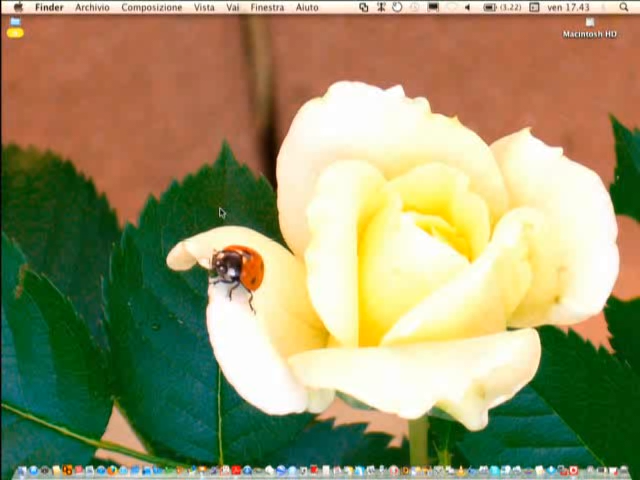 Finder Archivio Composizione Vista Vai Finestra Aiuto (3.22) ven 17.43
Macintosh HD